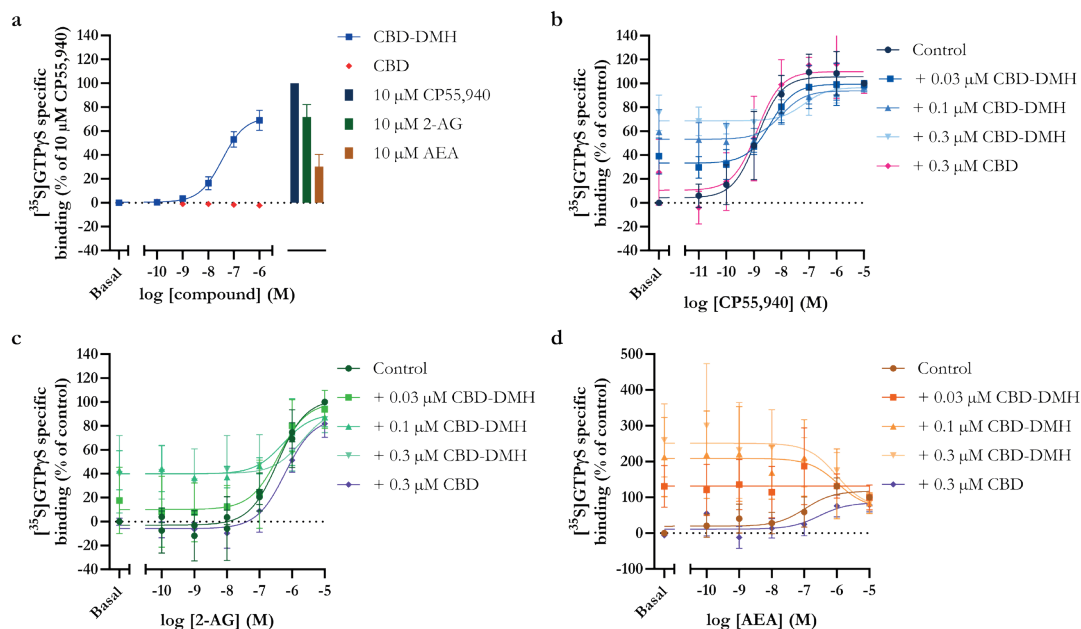 a
[³⁵S]GTPγS specific
binding (% of 10 μM CP55,940)
140
120
100
80
60
40
20
0
-20
-40
Basal
-10 -9 -8 -7 -6
log [compound] (M)
CBD-DMH
CBD
10 μM CP55,940
10 μM 2-AG
10 μM AEA
b
[³⁵S]GTPγS specific
binding (% of control)
140
120
100
80
60
40
20
0
-20
-40
Basal
-11 -10 -9 -8 -7 -6 -5
log [CP55,940] (M)
Control
+ 0.03 μM CBD-DMH
+ 0.1 μM CBD-DMH
+ 0.3 μM CBD-DMH
+ 0.3 μM CBD
c
[³⁵S]GTPγS specific
binding (% of control)
140
120
100
80
60
40
20
0
-20
-40
Basal
-10 -9 -8 -7 -6 -5
log [2-AG] (M)
Control
+ 0.03 μM CBD-DMH
+ 0.1 μM CBD-DMH
+ 0.3 μM CBD-DMH
+ 0.3 μM CBD
d
[³⁵S]GTPγS specific
binding (% of control)
500
400
300
200
100
0
-100
Basal
-10 -9 -8 -7 -6 -5
log [AEA] (M)
Control
+ 0.03 μM CBD-DMH
+ 0.1 μM CBD-DMH
+ 0.3 μM CBD-DMH
+ 0.3 μM CBD